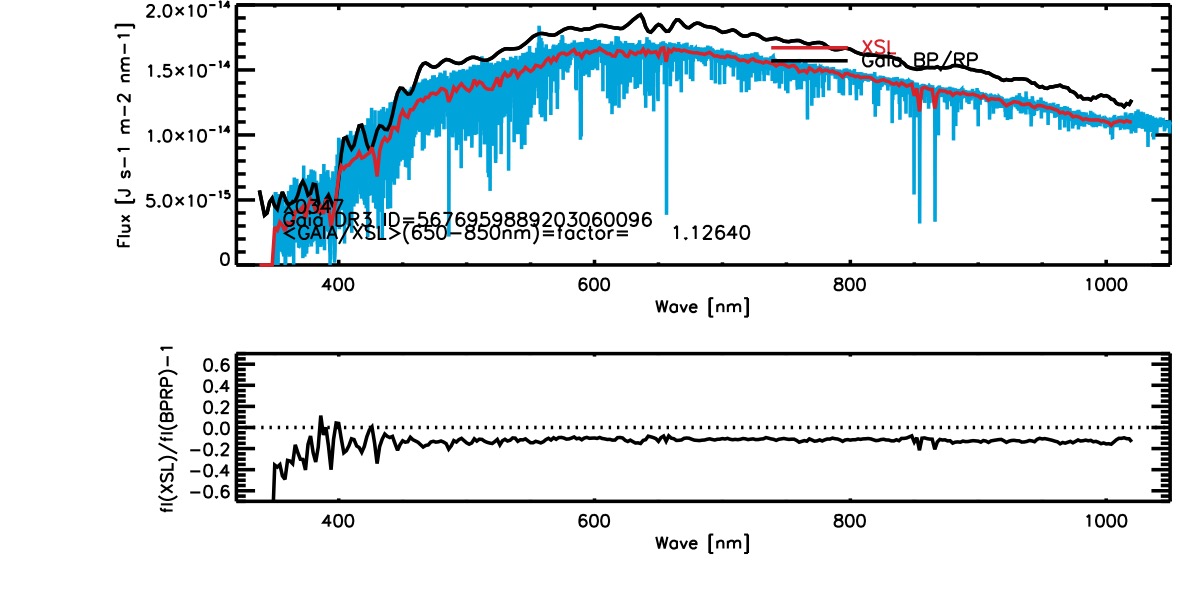 2.0×10−14
1.5×10−14
1.0×10−14
5.0×10−15
0
Flux [J s−1 m−2 nm−1]
XSL
Gaia BP/RP
X0347
Gaia DR3 ID=5676959889203060096
<GAIA/XSL>(650−850nm)=factor= 1.12640
400 600 800 1000
Wave [nm]
0.6
0.4
0.2
0.0
−0.2
−0.4
−0.6
fl(XSL)/fl(BPRP)−1
400 600 800 1000
Wave [nm]